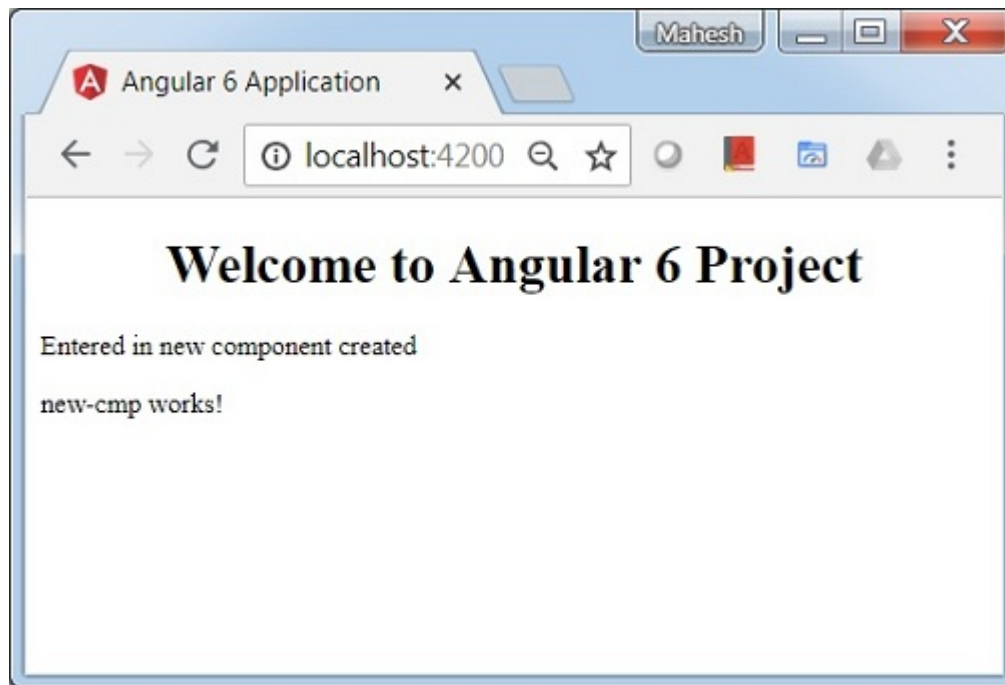 Mahesh
Angular 6 Application
localhost:4200
Welcome to Angular 6 Project
Entered in new component created
new-cmp works!